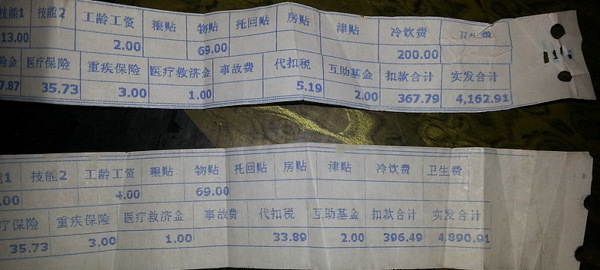 技能1 技能2 工龄工资 粮贴 物贴 托回贴 房贴 津贴 冷饮费
13.00 2.00 69.00 200.00
险金 医疗保险 重疾保险 医疗救济金 事故费 代扣税 互助基金 扣款合计 实发合计
7.87 35.73 3.00 1.00 5.19 2.00 367.79 4,162.91
技能2 工龄工资 粮贴 物贴 托回贴 房贴 津贴 冷饮费 卫生费
.00 4.00 69.00
疗保险 重疾保险 医疗救济金 事故费 代扣税 互助基金 扣款合计 实发合计
35.73 3.00 1.00 33.89 2.00 396.49 4,890.91